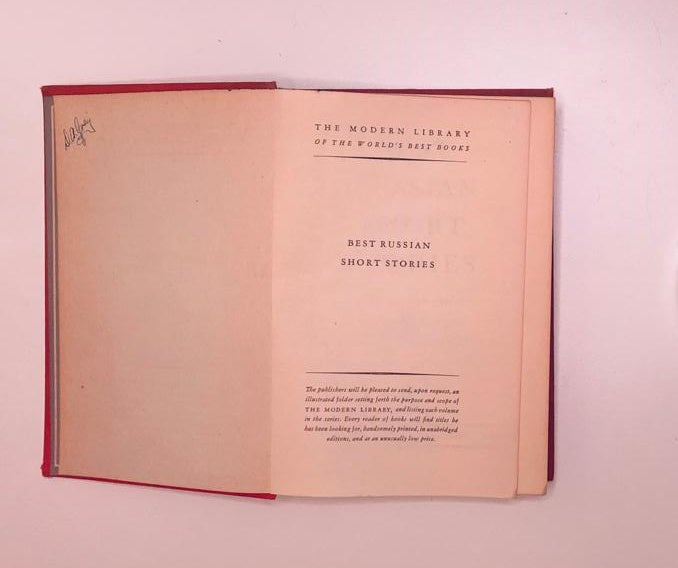 THE MODERN LIBRARY
OF THE WORLD'S BEST BOOKS
BEST RUSSIAN
SHORT STORIES
The publishers will be pleased to send, upon request, an
illustrated folder setting forth the purpose and scope of
THE MODERN LIBRARY, and listing each volume
in the series. Every reader of books will find titles he
has been looking for, handsomely printed, in unabridged
editions, and at an unusually low price.